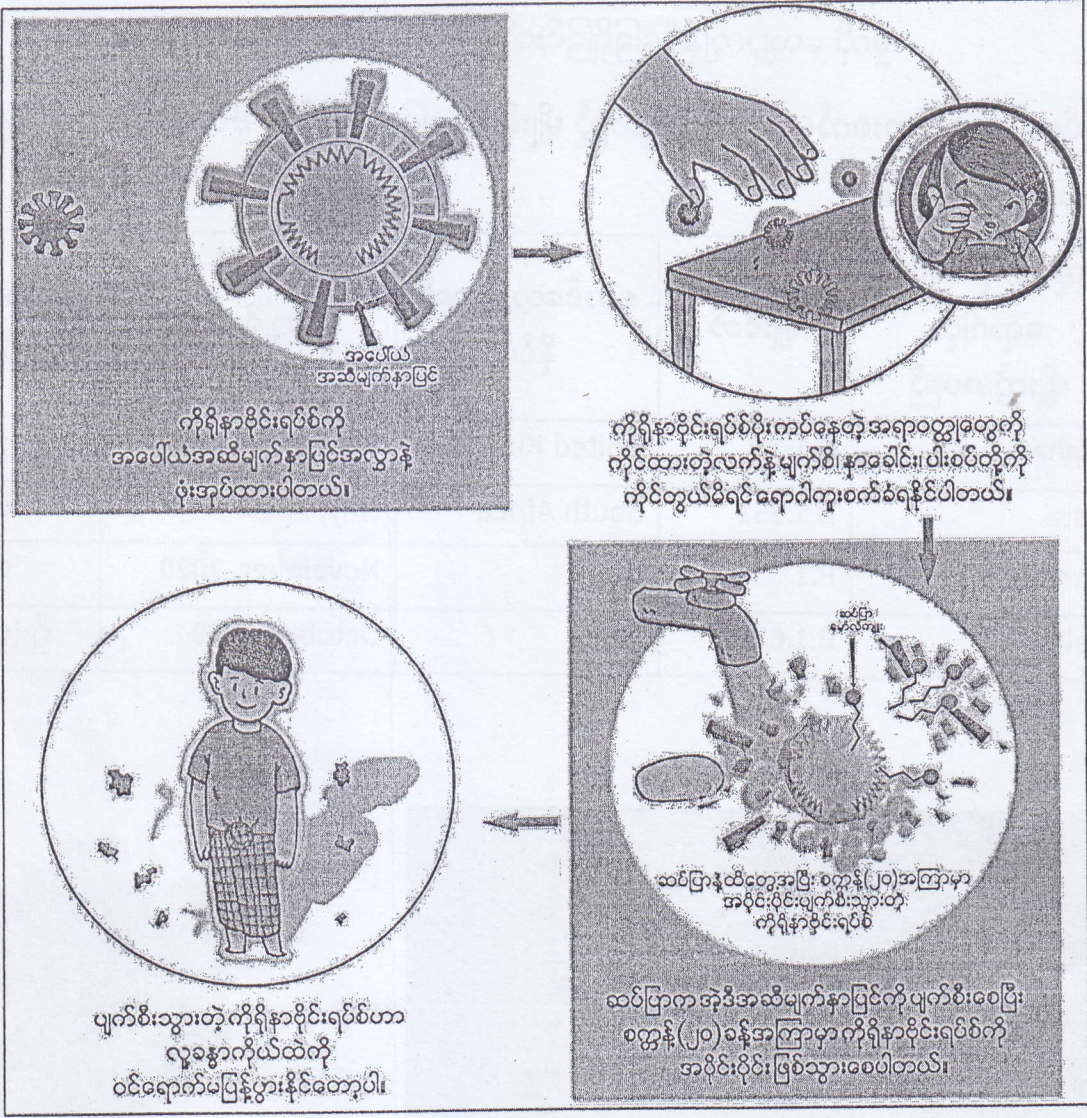 အပေါ်ယံ
အဆီမျက်နှာပြင်
ကိုရိုနာဗိုင်းရပ်စ်ကို
အပေါ်ယံအဆီမျက်နှာပြင်အလွှာနဲ့
ဖုံးအုပ်ထားပါတယ်။
ကိုရိုနာဗိုင်းရပ်စ်ပိုးကပ်နေတဲ့အရာဝတ္ထုတွေကို
ကိုင်ထားတဲ့လက်နဲ့မျက်စိ၊နှာခေါင်း၊ပါးစပ်တို့ကို
ကိုင်တွယ်မိရင်ရောဂါကူးစက်ခံရနိုင်ပါတယ်။
ဆပ်ပြာ
မော်လီကျူး
ဆပ်ပြာနဲ့ထိတွေ့အပြီး စက္ကန့်(၂၀)အကြာမှာ
အပိုင်းပိုင်းပျက်စီးသွားတဲ့
ကိုရိုနာဗိုင်းရပ်စ်
ဆပ်ပြာကအဲ့ဒီအဆီမျက်နှာပြင်ကိုပျက်စီးစေပြီး
စက္ကန့်(၂၀)ခန့်အကြာမှာကိုရိုနာဗိုင်းရပ်စ်ကို
အပိုင်းပိုင်းဖြစ်သွားစေပါတယ်။
ပျက်စီးသွားတဲ့ကိုရိုနာဗိုင်းရပ်စ်ဟာ
လူ့ခန္ဓာကိုယ်ထဲကို
ဝင်ရောက်မပြန့်ပွားနိုင်တော့ပါ။